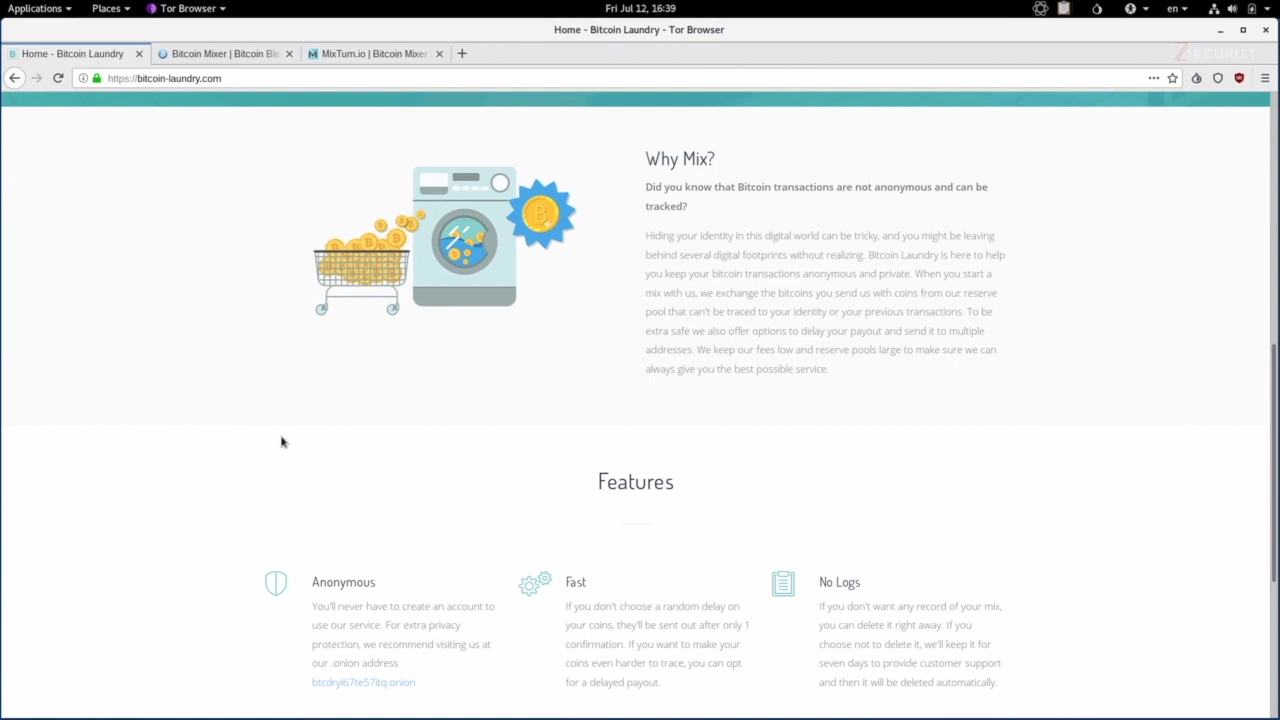 Applications
Places
Tor Browser
Fri Jul 12, 16:39
en
Home - Bitcoin Laundry - Tor Browser
Home - Bitcoin Laundry
Bitcoin Mixer | Bitcoin Ble
MixTum.io | Bitcoin Mixer
https://bitcoin-laundry.com
Why Mix?
Did you know that Bitcoin transactions are not anonymous and can be
tracked?
Hiding your identity in this digital world can be tricky, and you might be leaving
behind several digital footprints without realizing. Bitcoin Laundry is here to help
you keep your bitcoin transactions anonymous and private. When you start a
mix with us, we exchange the bitcoins you send us with coins from our reserve
pool that can't be traced to your identity or your previous transactions. To be
extra safe we also offer options to delay your payout and send it to multiple
addresses. We keep our fees low and reserve pools large to make sure we can
always give you the best possible service.
Features
Anonymous
You'll never have to create an account to
use our service. For extra privacy
protection, we recommend visiting us at
our .onion address
btcdryi67te57itq.onion
Fast
If you don't choose a random delay on
your coins, they'll be sent out after only 1
confirmation. If you want to make your
coins even harder to trace, you can opt
for a delayed payout.
No Logs
If you don't want any record of your mix,
you can delete it right away. If you
choose not to delete it, we'll keep it for
seven days to provide customer support
and then it will be deleted automatically.